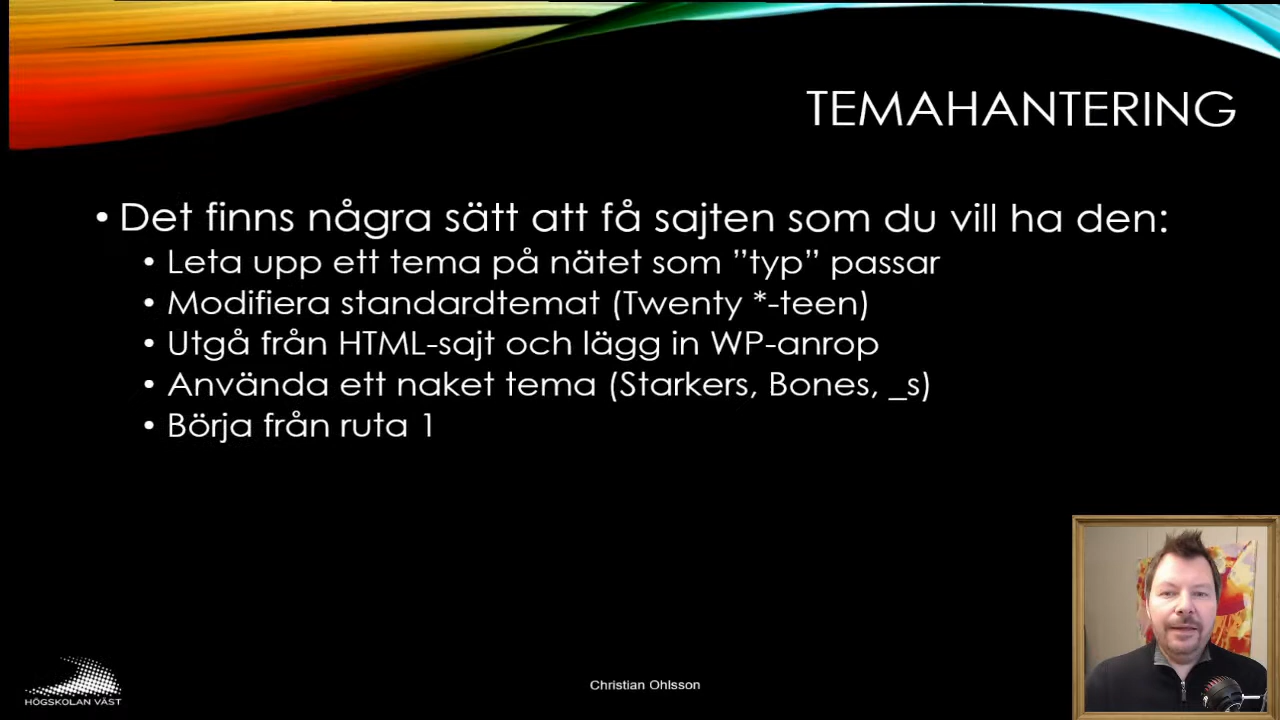 TEMAHANTERING
• Det finns några sätt att få sajten som du vill ha den:
• Leta upp ett tema på nätet som ”typ” passar
• Modifiera standardtemat (Twenty *-teen)
• Utgå från HTML-sajt och lägg in WP-anrop
• Använda ett naket tema (Starkers, Bones, _s)
• Börja från ruta 1
HÖGSKOLAN VÄST
Christian Ohlsson